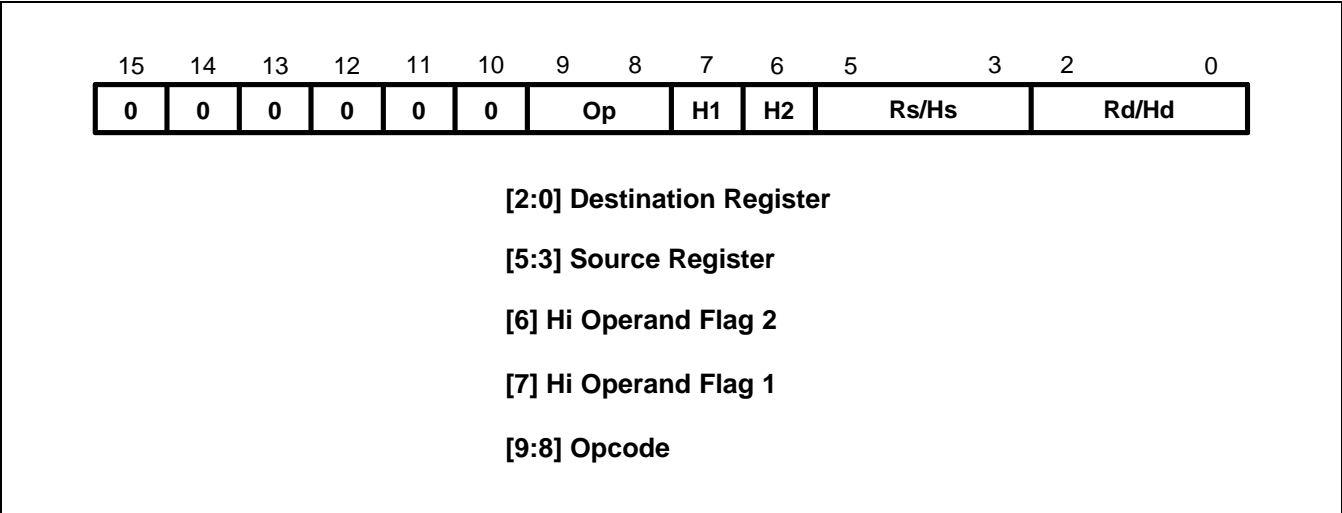 15 14 13 12 11 10 9 8 7 6 5 3 2 0
0 0 0 0 0 0 Op H1 H2 Rs/Hs Rd/Hd
[2:0] Destination Register
[5:3] Source Register
[6] Hi Operand Flag 2
[7] Hi Operand Flag 1
[9:8] Opcode